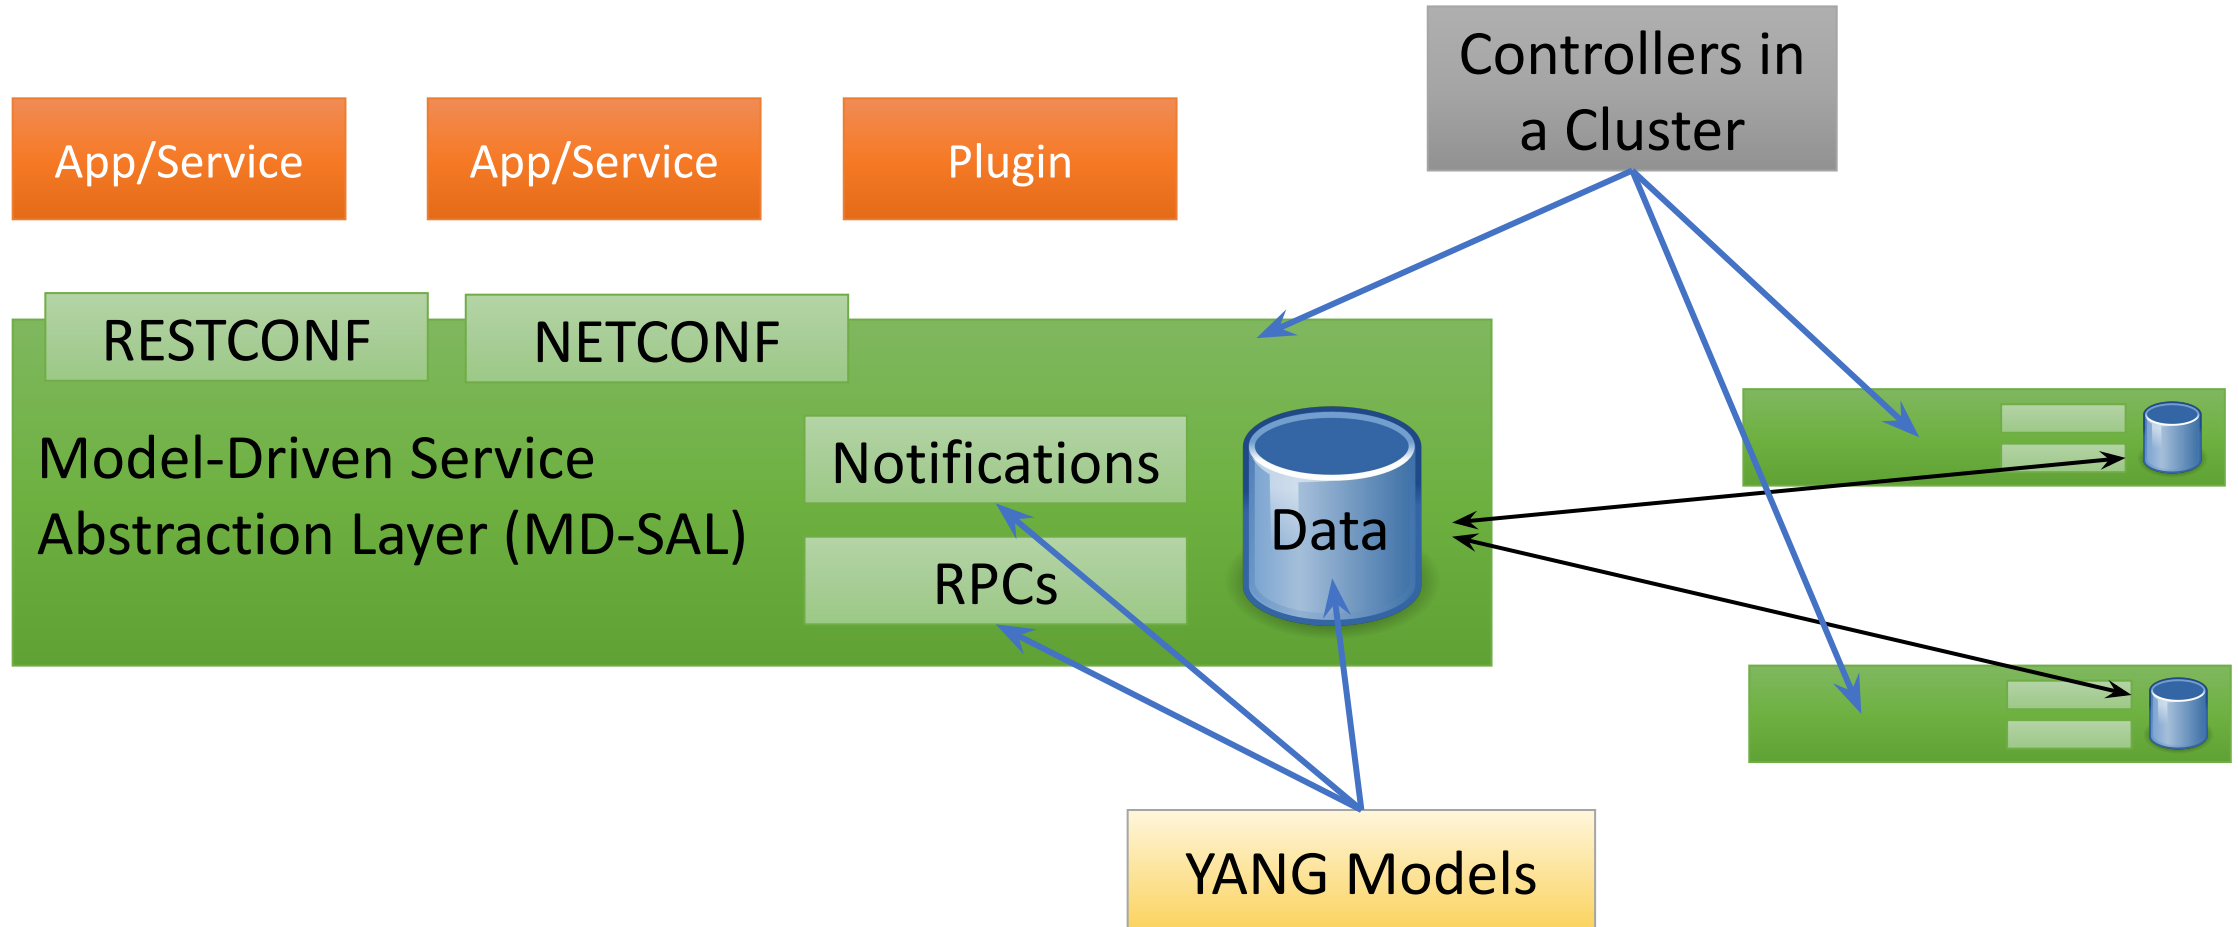 Controllers in
a Cluster
App/Service
App/Service
Plugin
RESTCONF
NETCONF
Model-Driven Service
Abstraction Layer (MD-SAL)
Notifications
RPCs
Data
YANG Models